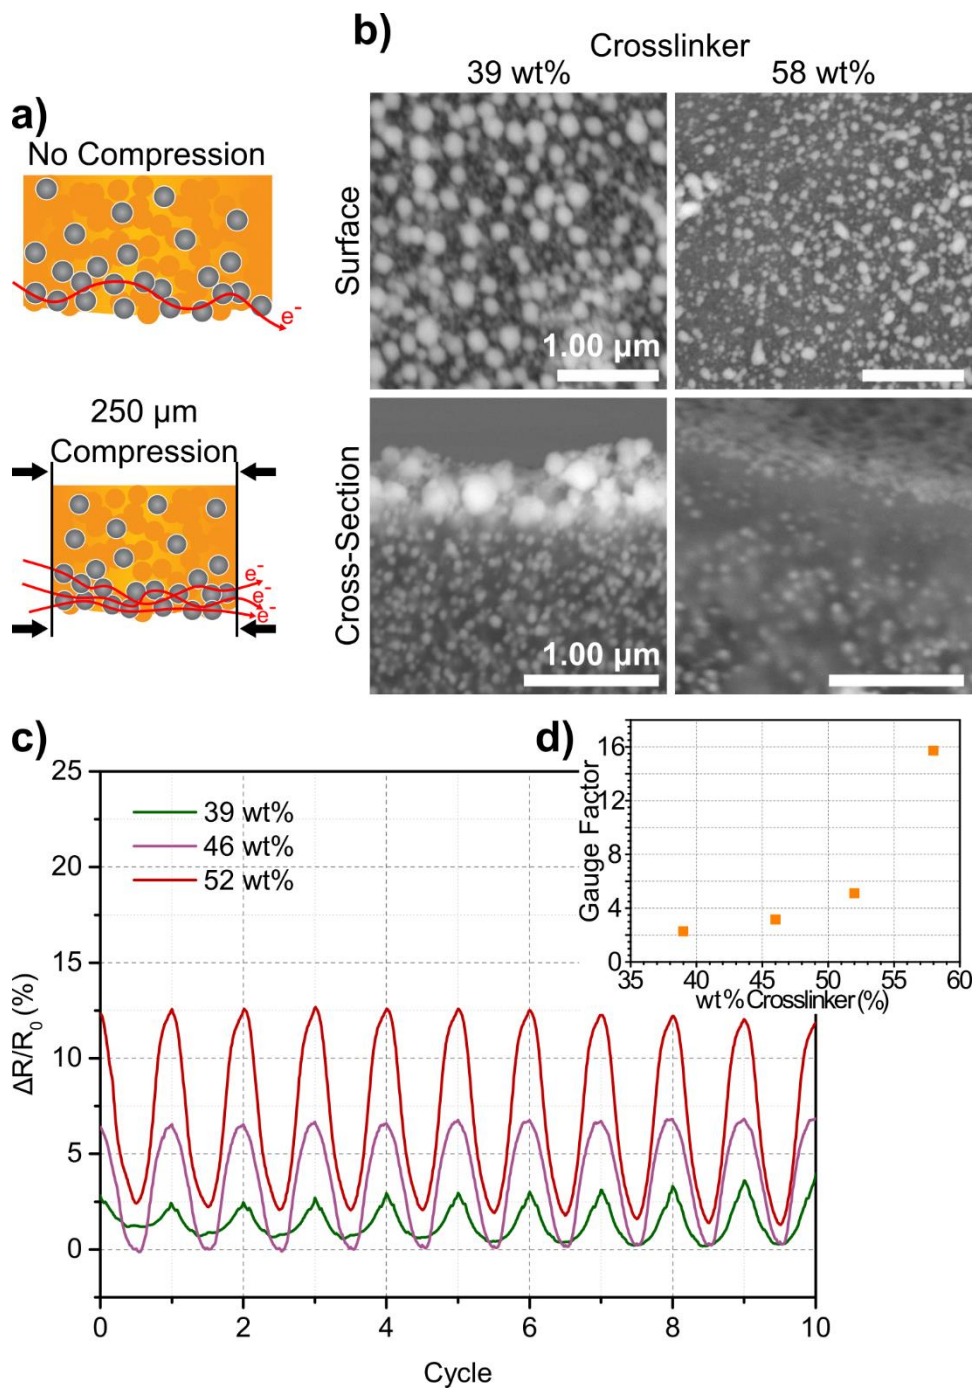 a)
No Compression
e-
250 µm
Compression
e-
e-
e-
b)
Crosslinker
39 wt%
58 wt%
Surface
1.00 µm
Cross-Section
1.00 µm
c)
25
20
15
10
5
0
ΔR/R0 (%)
39 wt%
46 wt%
52 wt%
0
2
4
6
8
10
Cycle
d)
16
12
8
4
0
Gauge Factor
35
40
45
50
55
60
wt% Crosslinker (%)